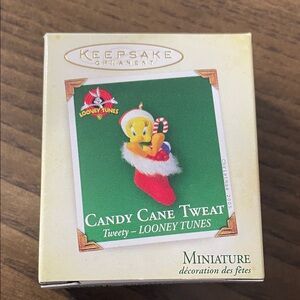 KEEPSAKE
ORNAMENT
LOONEY TUNES
CANDY CANE TWEAT
Tweety – LOONEY TUNES
MINIATURE
décoration des fêtes